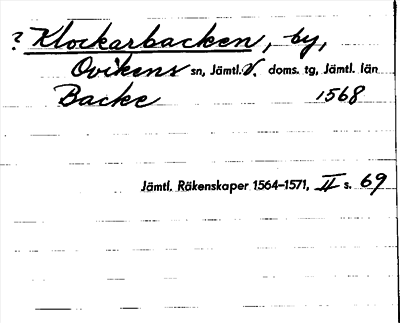 ? Klockarbacken, by,
Ovikens sn, Jämtl. V. doms. tg, Jämtl. län
Backe 1568
Jämtl. Räkenskaper 1564-1571, II s. 69